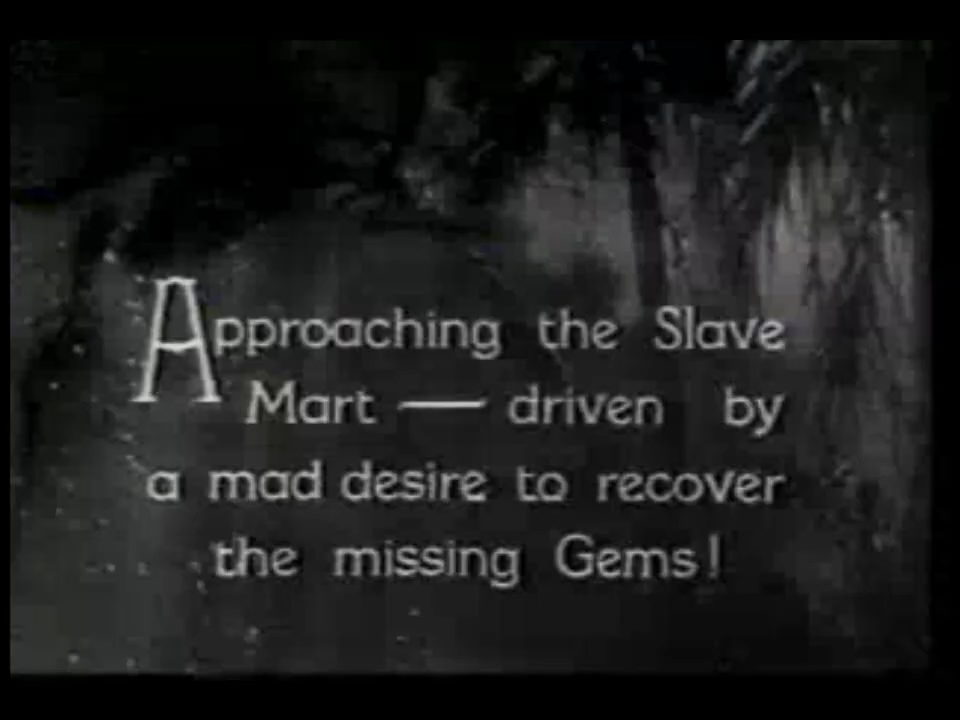 Approaching the Slave
Mart — driven by
a mad desire to recover
the missing Gems!